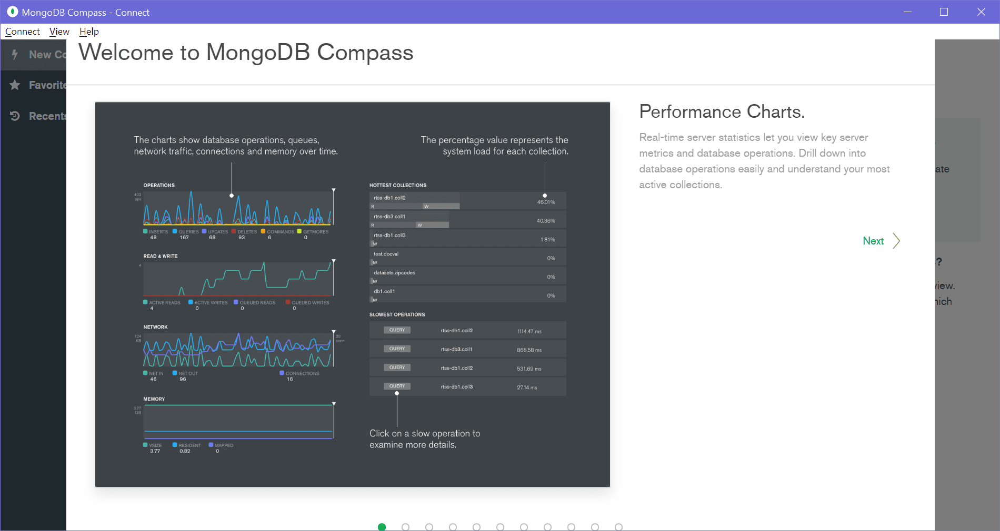 MongoDB Compass - Connect
Connect View Help
New Co
Favorite
Recents
Welcome to MongoDB Compass
The charts show database operations, queues,
network traffic, connections and memory over time.
The percentage value represents the
system load for each collection.
OPERATIONS
403
ops
INSERTS QUERIES UPDATES DELETES COMMANDS GETMORES
48 167 68 93 6 0
READ & WRITE
4
ACTIVE READS ACTIVE WRITES QUEUED READS QUEUED WRITES
4 0 0 0
NETWORK
124
KB
20
conn
NET IN NET OUT CONNECTIONS
46 96 16
MEMORY
3.77
GB
VSIZE RESIDENT MAPPED
3.77 0.82 0
HOTTEST COLLECTIONS
rtss-db1.coll2
R W
46.01%
rtss-db3.coll1
R W
40.36%
rtss-db1.coll3
W
1.81%
test.docval
W
0%
datasets.zipcodes
W
0%
db1.coll1
W
0%
SLOWEST OPERATIONS
QUERY rtss-db1.coll2 1114.47 ms
QUERY rtss-db3.coll1 868.58 ms
QUERY rtss-db1.coll2 531.69 ms
QUERY rtss-db1.coll3 27.14 ms
Click on a slow operation to
examine more details.
Performance Charts.
Real-time server statistics let you view key server
metrics and database operations. Drill down into
database operations easily and understand your most
active collections.
Next
ate
s?
view.
hich